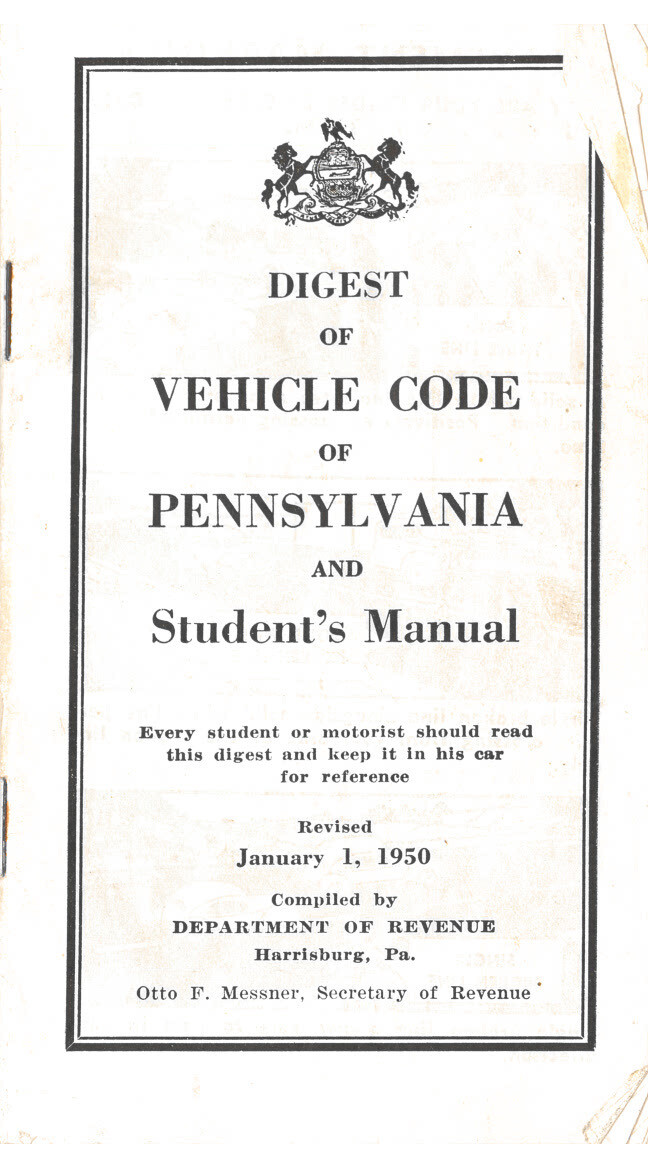 DIGEST
OF
VEHICLE CODE
OF
PENNSYLVANIA
AND
Student's Manual
Every student or motorist should read
this digest and keep it in his car
for reference
Revised
January 1, 1950
Compiled by
DEPARTMENT OF REVENUE
Harrisburg, Pa.
Otto F. Messner, Secretary of Revenue